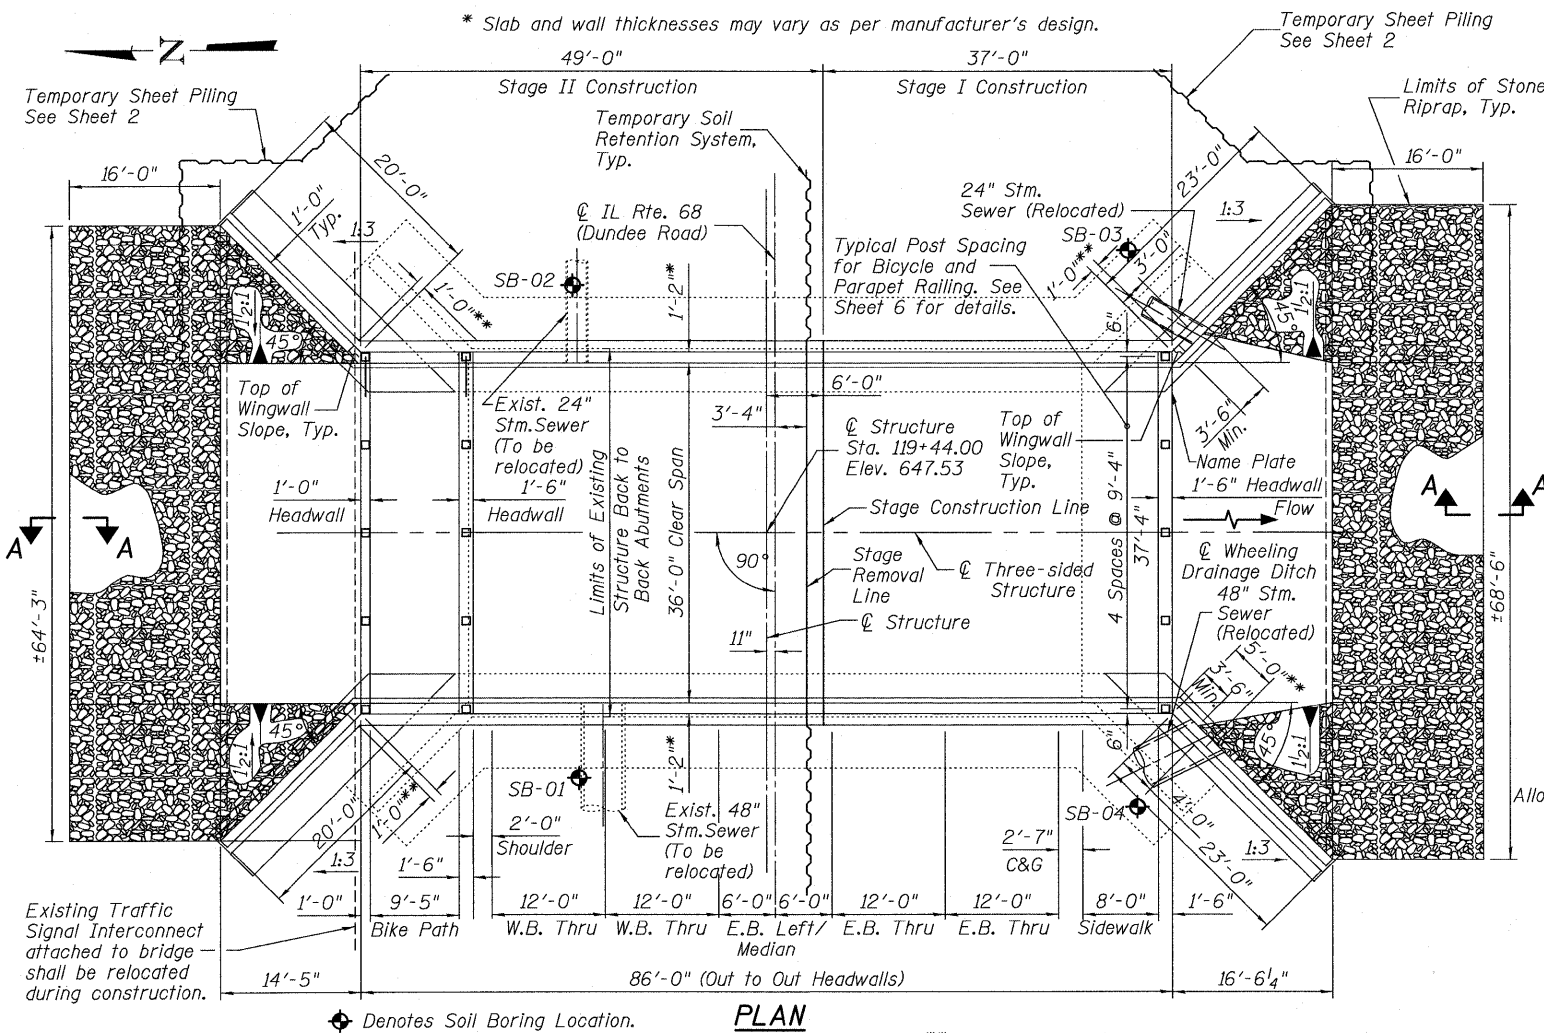 * Slab and wall thicknesses may vary as per manufacturer's design.
Temporary Sheet Piling
See Sheet 2
N
49'-0"
37'-0"
Stage II Construction
Stage I Construction
Limits of Stone
Riprap, Typ.
Temporary Sheet Piling
See Sheet 2
Temporary Soil
Retention System,
Typ.
16'-0"
20'-0"
1'-0"
Typ.
1:3
℄ IL Rte. 68
(Dundee Road)
24" Stm.
Sewer (Relocated)
SB-03
23'-0"
1:3
16'-0"
SB-02
1'-0"**
1'-2"*
Typical Post Spacing
for Bicycle and
Parapet Railing. See
Sheet 6 for details.
1'-0"**
3'-0"
6"
1½:1
45°
45°
1½:1
Top of
Wingwall
Slope, Typ.
Exist. 24"
Stm.Sewer
(To be
relocated)
Limits of Existing
Structure Back to
Back Abutments
36'-0" Clear Span
6'-0"
3'-4"
℄ Structure
Sta. 119+44.00
Elev. 647.53
Top of
Wingwall
Slope,
Typ.
3'-6"
Min.
Name Plate
1'-0"
Headwall
1'-6"
Headwall
1'-6" Headwall
Flow
Stage Construction Line
4 Spaces @ 9'-4"
37'-4"
A
A
A
A
90°
Stage
Removal
Line
℄ Three-sided
Structure
℄ Wheeling
Drainage Ditch
48" Stm.
Sewer
(Relocated)
℄ Structure
11"
±64'-3"
±68'-6"
5'-0"**
3'-6"
Min.
45°
1½:1
45°
1½:1
6"
1'-2"*
SB-01
SB-04
20'-0"
1'-0"**
1:3
4'-0"
23'-0"
1:3
Allo
2'-0"
Shoulder
Exist. 48"
Stm.Sewer
(To be
relocated)
2'-7"
C&G
1'-6"
1'-0"
9'-5"
12'-0"
12'-0"
6'-0"
6'-0"
12'-0"
12'-0"
8'-0"
1'-6"
Bike Path
W.B. Thru
W.B. Thru
E.B. Left/
Median
E.B. Thru
E.B. Thru
Sidewalk
Existing Traffic
Signal Interconnect
attached to bridge
shall be relocated
during construction.
14'-5"
86'-0" (Out to Out Headwalls)
16'-6¼"
Denotes Soil Boring Location.
PLAN